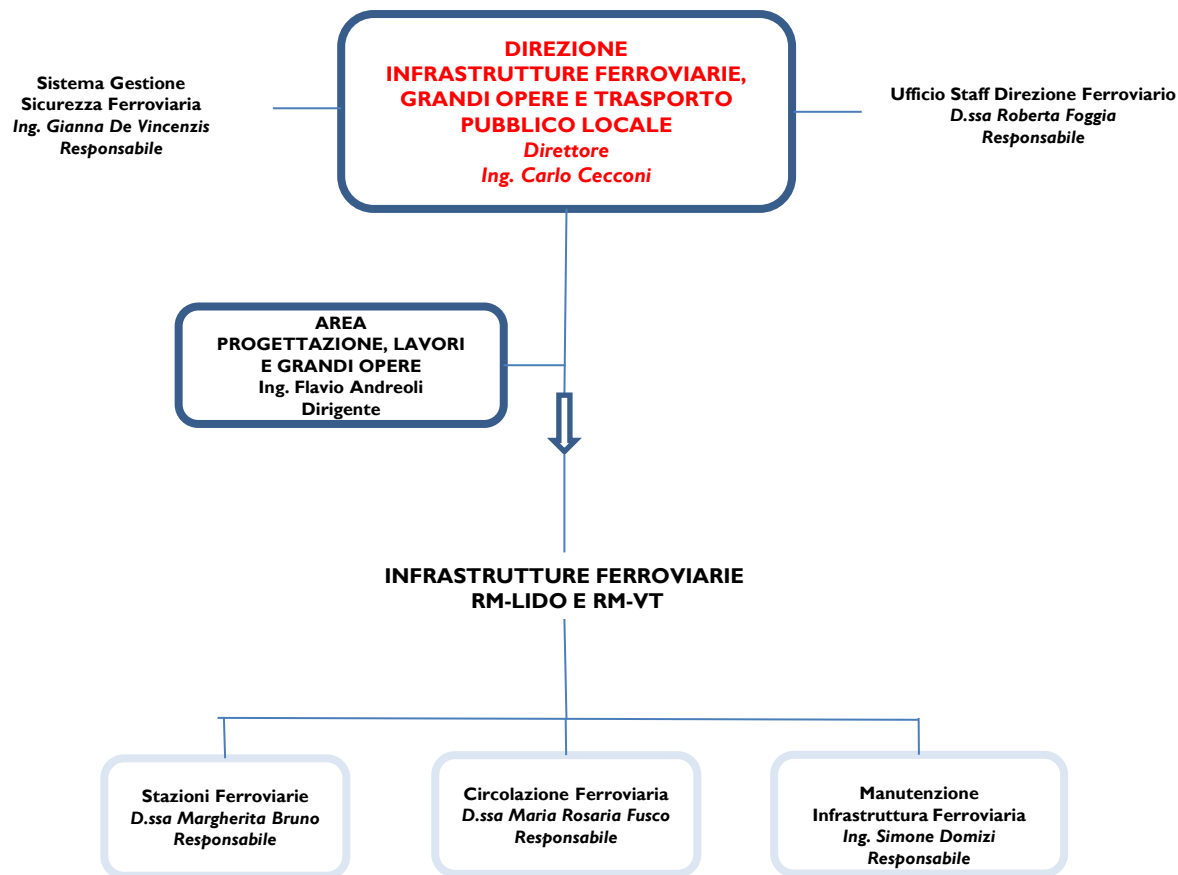 DIREZIONE
INFRASTRUTTURE FERROVIARIE,
GRANDI OPERE E TRASPORTO
PUBBLICO LOCALE
Direttore
Ing. Carlo Cecconi
Sistema Gestione
Sicurezza Ferroviaria
Ing. Gianna De Vincenzis
Responsabile
Ufficio Staff Direzione Ferroviario
D.ssa Roberta Foggia
Responsabile
AREA
PROGETTAZIONE, LAVORI
E GRANDI OPERE
Ing. Flavio Andreoli
Dirigente
INFRASTRUTTURE FERROVIARIE
RM-LIDO E RM-VT
Stazioni Ferroviarie
D.ssa Margherita Bruno
Responsabile
Circolazione Ferroviaria
D.ssa Maria Rosaria Fusco
Responsabile
Manutenzione
Infrastruttura Ferroviaria
Ing. Simone Domizi
Responsabile